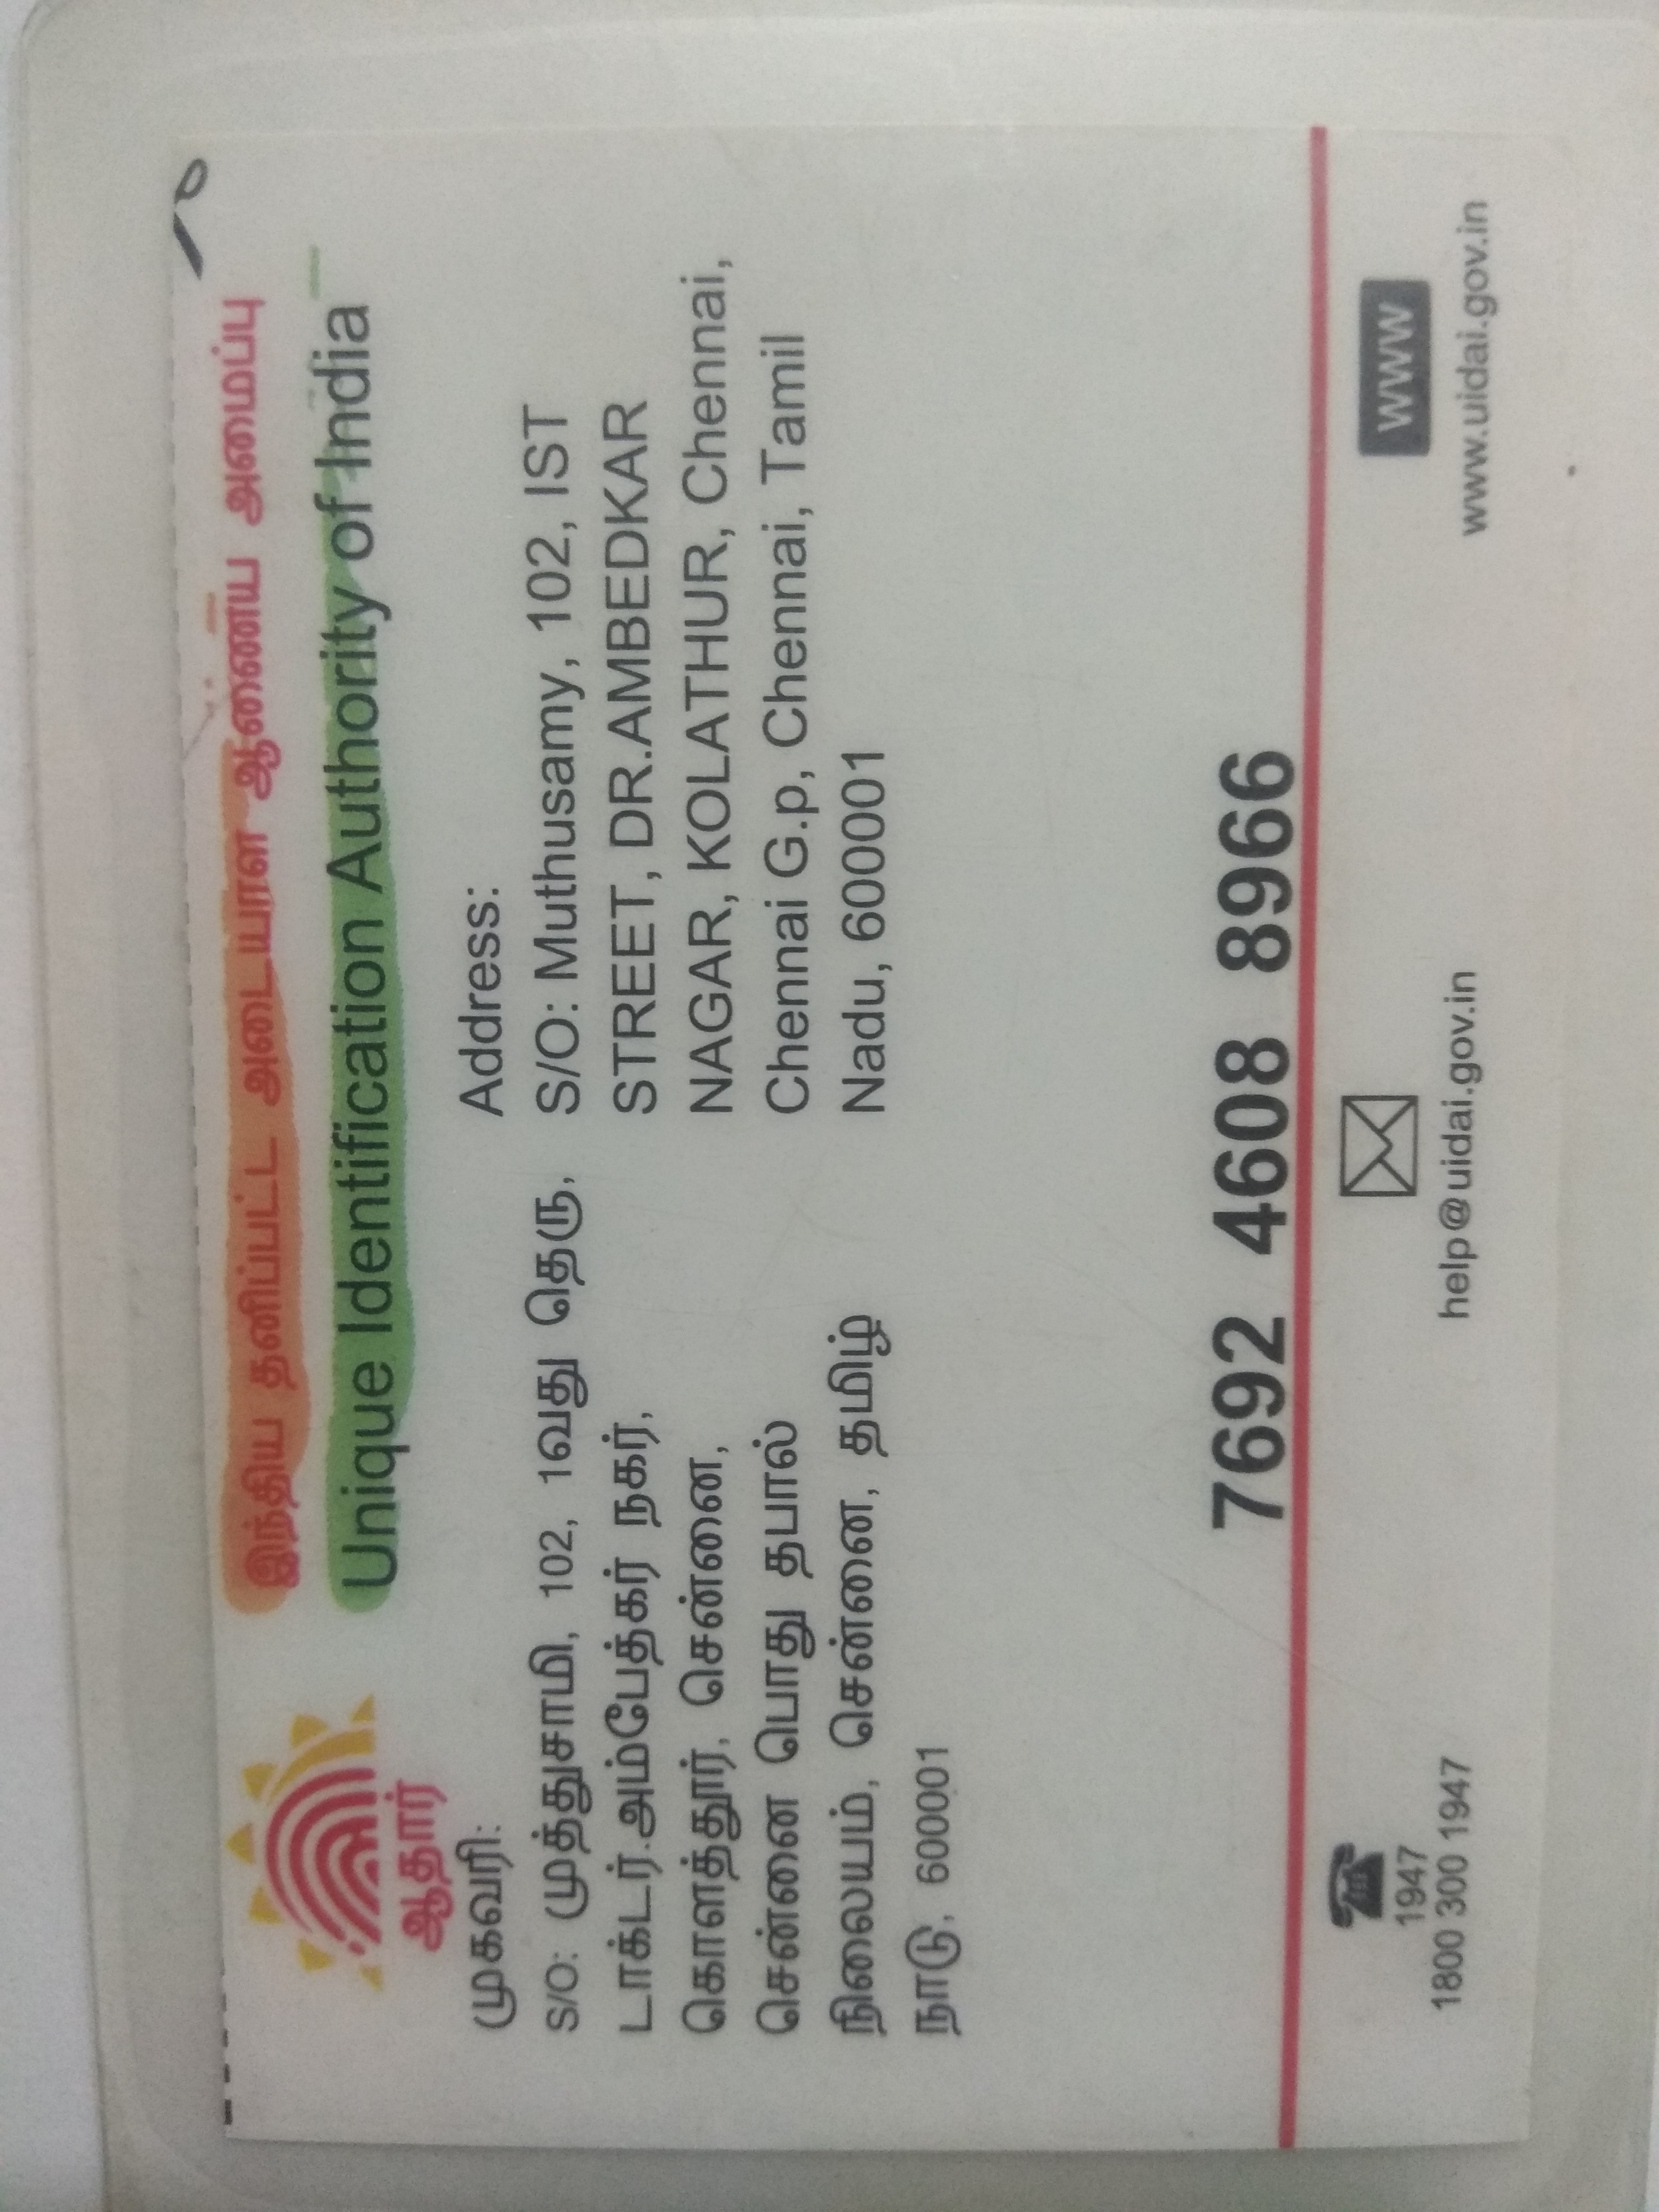 இந்திய தனிப்பட்ட அடையாள ஆணைய அமைப்பு
Unique Identification Authority of India
ஆதார்
முகவரி:
S/O: முத்துசாமி, 102, 1வது தெரு,
டாக்டர்.அம்பேத்கர் நகர்,
கொளத்தூர், சென்னை,
சென்னை பொது தபால்
நிலையம், சென்னை, தமிழ்
நாடு, 600001
Address:
S/O: Muthusamy, 102, IST
STREET, DR.AMBEDKAR
NAGAR, KOLATHUR, Chennai,
Chennai G.p, Chennai, Tamil
Nadu, 600001
7692 4608 8966
1947
1800 300 1947
help@uidai.gov.in
WWW
www.uidai.gov.in